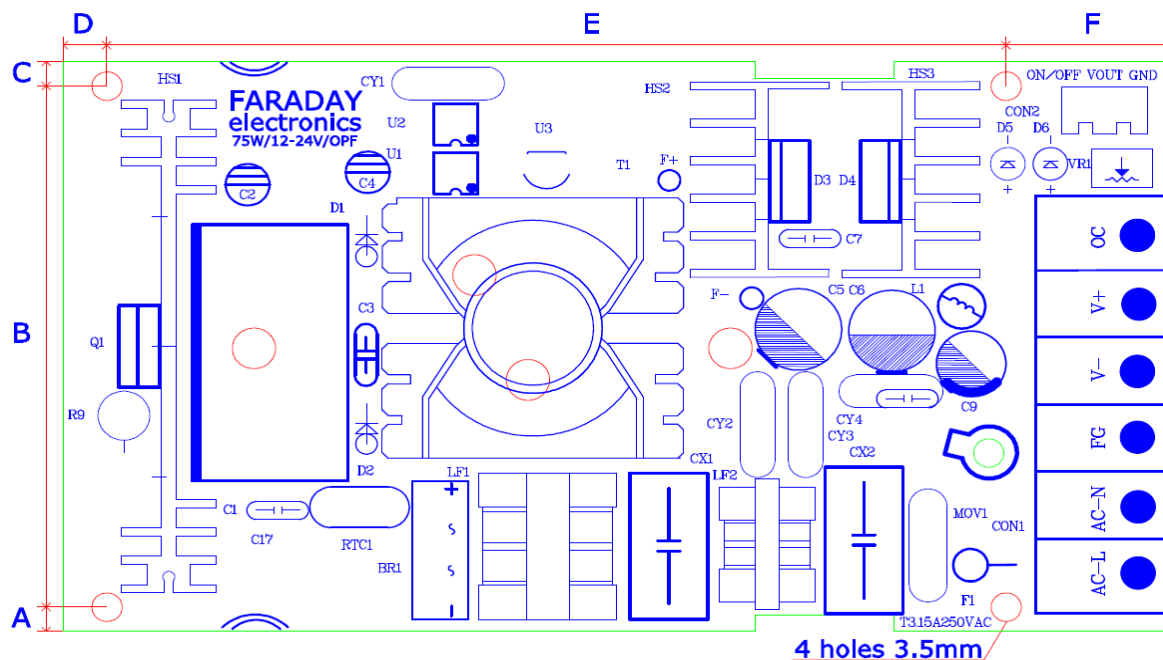 D E F
C
HS1
CY1
HS2
HS3
ON/OFF VOUT GND
FARADAY
electronics
75W/12-24V/OPF
U2
U3
CON2
D5 D6
U1
T1
F+
VR1
C2
C4
D3 D4
D1
C7
OC
F-
C5 C6
L1
V+
C3
B
Q1
V-
R9
CY2
CY4
CY3
C9
FG
D2
LF1
CX1
LF2
CX2
C1
C17
RTC1
BR1
MOV1
CON1
AC-N
AC-L
F1
A
T3.15A250VAC
4 holes 3.5mm